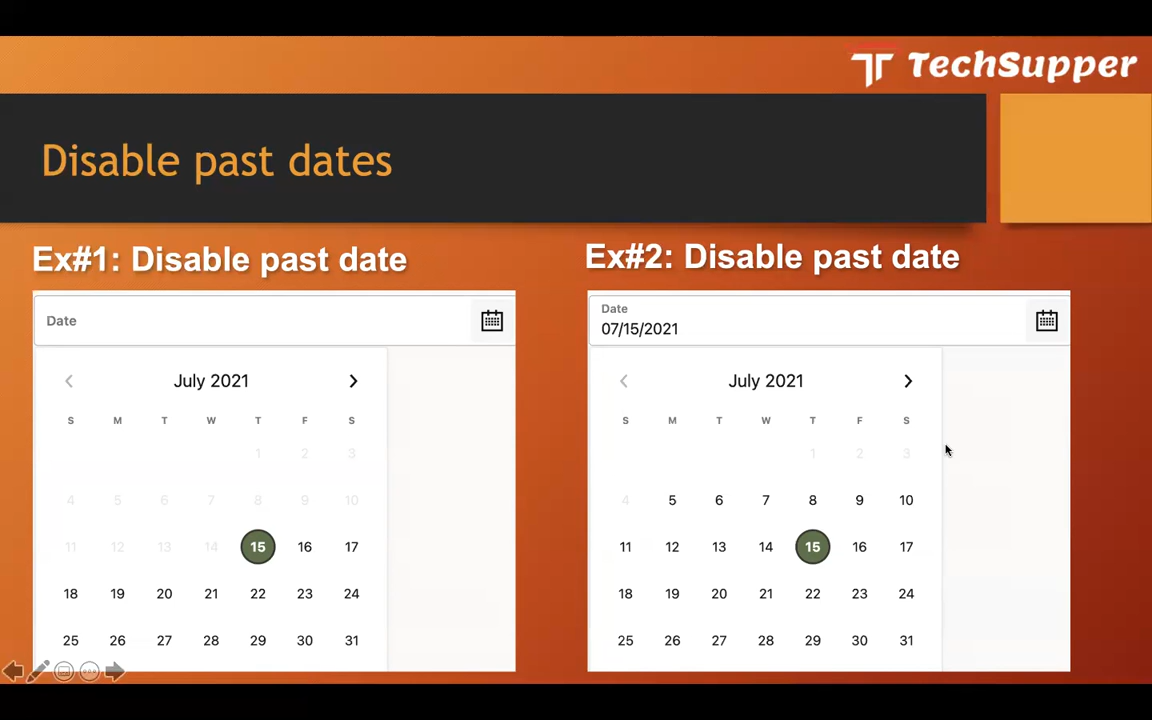 TechSupper
Disable past dates
Ex#1: Disable past date
Date
July 2021
S M T W T F S
1 2 3
4 5 6 7 8 9 10
11 12 13 14 15 16 17
18 19 20 21 22 23 24
25 26 27 28 29 30 31
Ex#2: Disable past date
Date
07/15/2021
July 2021
S M T W T F S
1 2 3
4 5 6 7 8 9 10
11 12 13 14 15 16 17
18 19 20 21 22 23 24
25 26 27 28 29 30 31